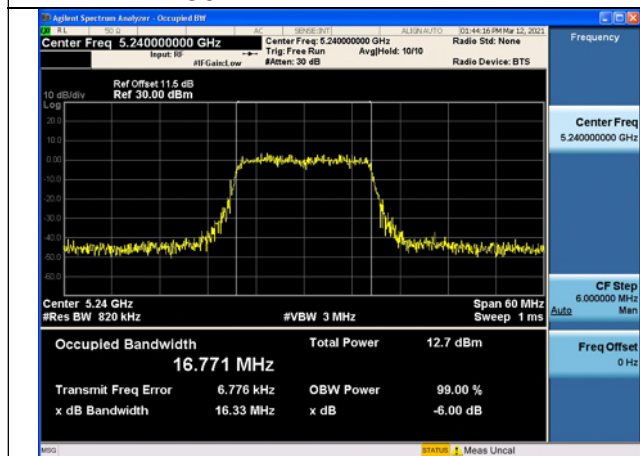 Agilent Spectrum Analyzer - Occupied BW
RL 50 Ω AC SENSE:INT ALIGN AUTO 01:44:16 PM Mar 12, 2021
Center Freq 5.240000000 GHz Center Freq: 5.240000000 GHz Radio Std: None Frequency
Input: RF Trig: Free Run Avg|Hold: 10/10
#IFGain:Low #Atten: 30 dB Radio Device: BTS
Ref Offset 11.5 dB
10 dB/div Ref 30.00 dBm
Log
20.0
10.0
0.00
-10.0
-20.0
-30.0
-40.0
-50.0
-60.0
Center Freq
5.240000000 GHz
Center 5.24 GHz Span 60 MHz
#Res BW 820 kHz #VBW 3 MHz Sweep 1 ms
CF Step
6.000000 MHz
Auto Man
Occupied Bandwidth Total Power 12.7 dBm
16.771 MHz
Freq Offset
0 Hz
Transmit Freq Error 6.776 kHz OBW Power 99.00 %
x dB Bandwidth 16.33 MHz x dB -6.00 dB
MSG STATUS Meas Uncal